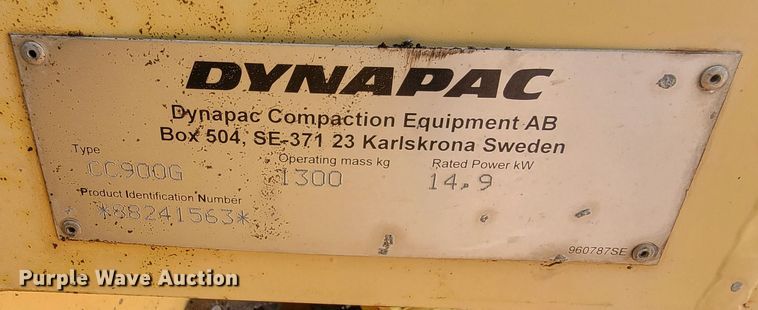 DYNAPAC
Dynapac Compaction Equipment AB
Box 504, SE-371 23 Karlskrona Sweden
Type Operating mass kg Rated Power kW
CC900G 1300 14.9
Product Identification Number
*88241563*
960787SE
Purple Wave Auction